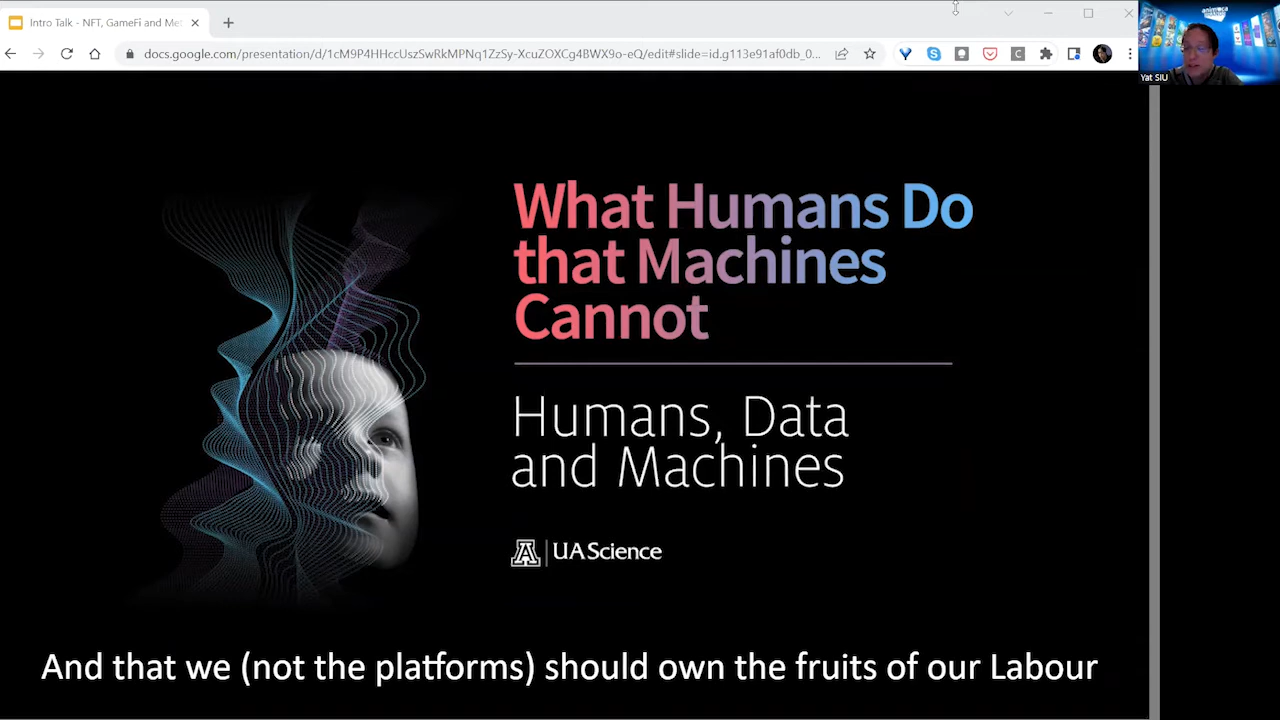 Intro Talk - NFT, GameFi and Me
docs.google.com/presentation/d/1cM9P4HHccUszSwRkMPNq1Z7Sv-XcuZOXCg4BWX9o-eQ/edit#slide=id.g113e91af0db_0...
animoca
Yat SIU
What Humans Do
that Machines
Cannot
Humans, Data
and Machines
A
UA Science
And that we (not the platforms) should own the fruits of our Labour